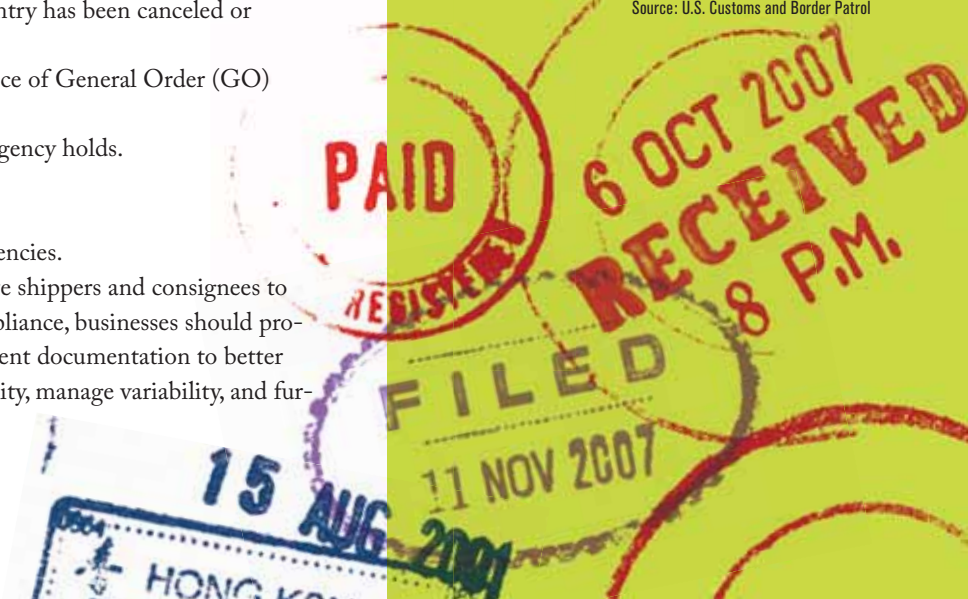 ntry has been canceled or
ce of General Order (GO)
gency holds.
encies.
e shippers and consignees to
pliance, businesses should pro-
ent documentation to better
ity, manage variability, and fur-
Source: U.S. Customs and Border Patrol
PAID
REGISTERED
6 OCT 2007
RECEIVED
8 P.M.
FILED
11 NOV 2007
15 AUG 2001
HONG KON